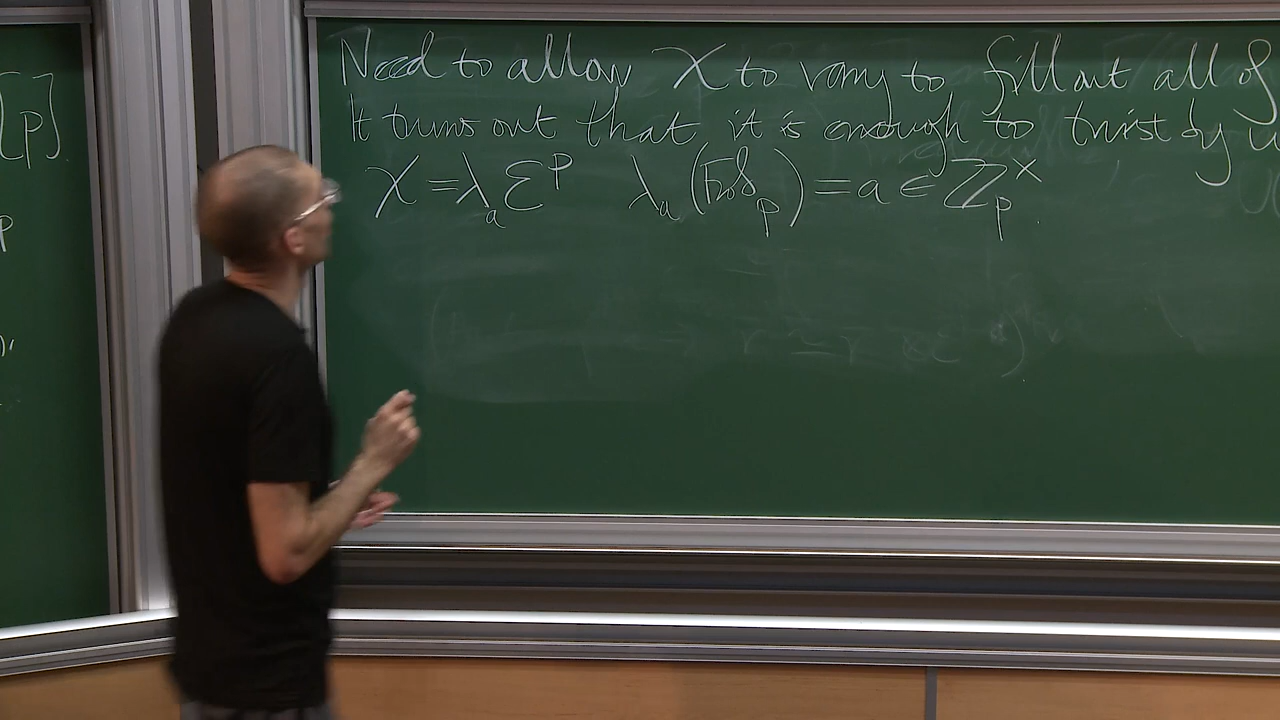 p].
p
),
Need to allow χ to vary to fill out all of
It turns out that it is enough to twist by u
χ = λ_a ε^p λ_a (Frob_p) = a ∈ ℤ_p^×.